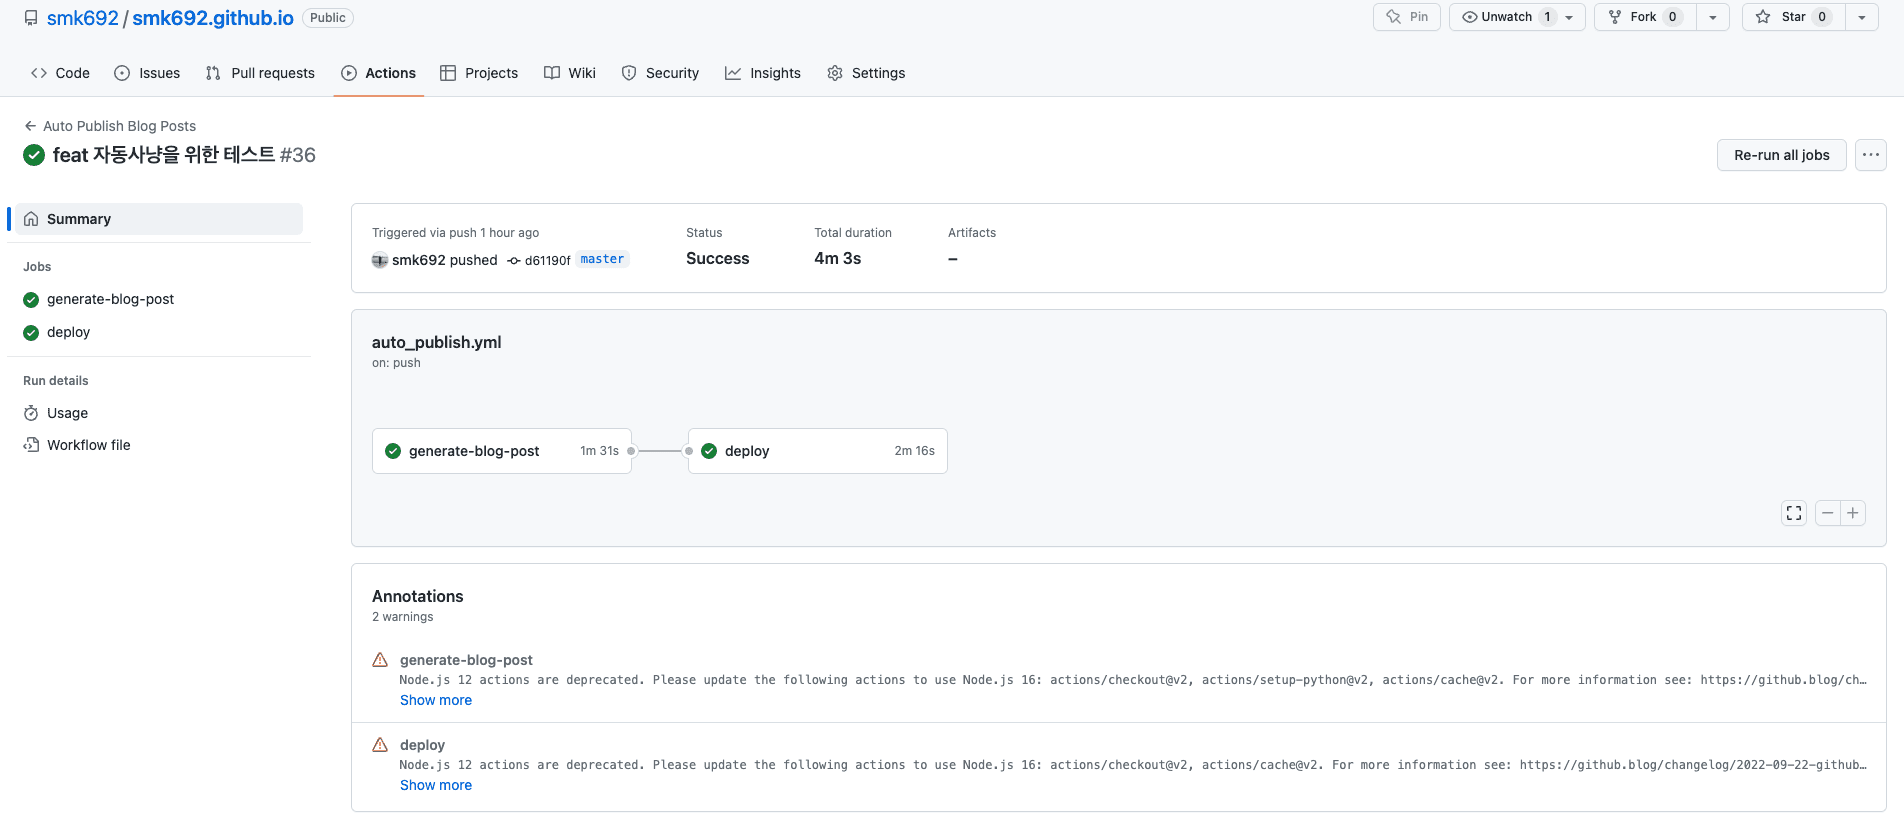 smk692 / smk692.github.io Public
Pin Unwatch 1 Fork 0 Star 0
Code Issues Pull requests Actions Projects Wiki Security Insights Settings
Auto Publish Blog Posts
feat 자동사냥을 위한 테스트 #36
Re-run all jobs
Summary
Jobs
generate-blog-post
deploy
Run details
Usage
Workflow file
Triggered via push 1 hour ago
smk692 pushed d61190f master
Status
Success
Total duration
4m 3s
Artifacts
–
auto_publish.yml
on: push
generate-blog-post 1m 31s
deploy 2m 16s
Annotations
2 warnings
generate-blog-post
Node.js 12 actions are deprecated. Please update the following actions to use Node.js 16: actions/checkout@v2, actions/setup-python@v2, actions/cache@v2. For more information see: https://github.blog/ch…
Show more
deploy
Node.js 12 actions are deprecated. Please update the following actions to use Node.js 16: actions/checkout@v2, actions/cache@v2. For more information see: https://github.blog/changelog/2022-09-22-github…
Show more